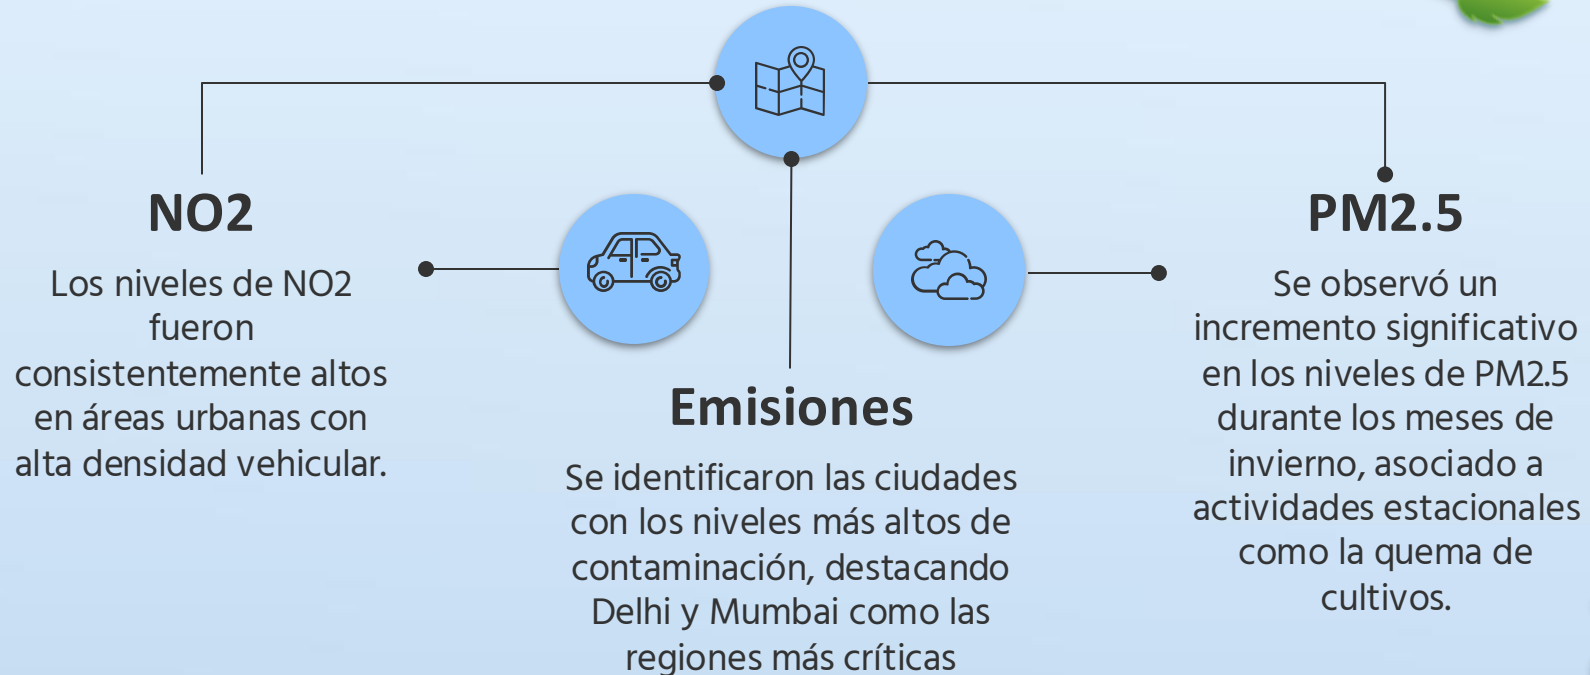 NO2
Los niveles de NO2
fueron
consistentemente altos
en áreas urbanas con
alta densidad vehicular.
Emisiones
Se identificaron las ciudades
con los niveles más altos de
contaminación, destacando
Delhi y Mumbai como las
regiones más críticas
PM2.5
Se observó un
incremento significativo
en los niveles de PM2.5
durante los meses de
invierno, asociado a
actividades estacionales
como la quema de
cultivos.